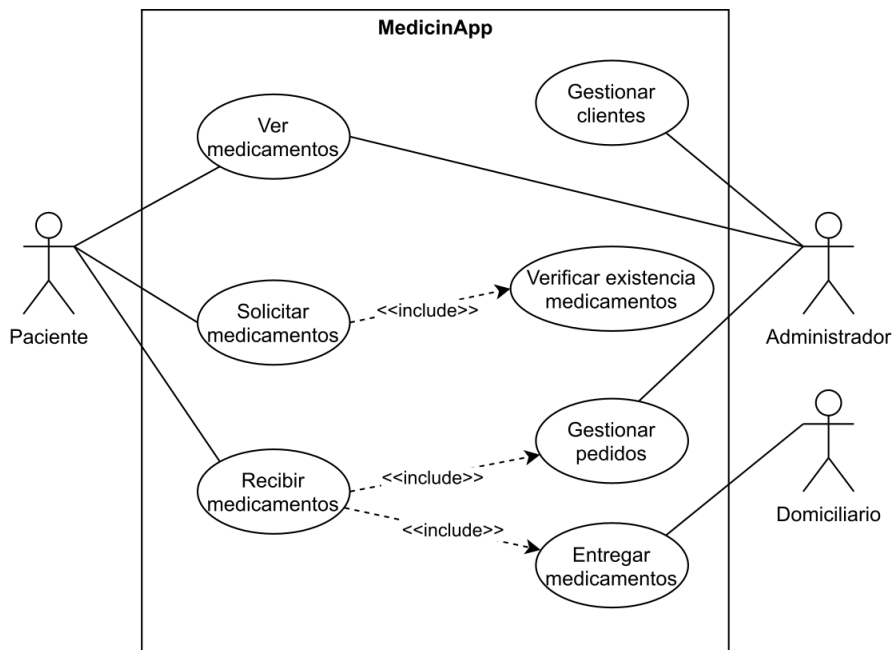 MedicinApp
Gestionar
clientes
Ver
medicamentos
Verificar existencia
medicamentos
Solicitar
medicamentos
<<include>>
Paciente
Administrador
Gestionar
pedidos
Recibir
medicamentos
<<include>>
<<include>>
Domiciliario
Entregar
medicamentos